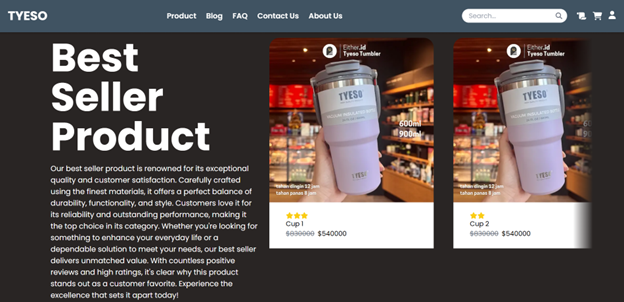 TYESO
Product Blog FAQ Contact Us About Us
Search...
Best
Seller
Product
Our best seller product is renowned for its exceptional
quality and customer satisfaction. Carefully crafted
using the finest materials, it offers a perfect balance of
durability, functionality, and style. Customers love it for
its reliability and outstanding performance, making it
the top choice in its category. Whether you're looking for
something to enhance your everyday life or a
dependable solution to meet your needs, our best seller
delivers unmatched value. With countless positive
reviews and high ratings, it's clear why this product
stands out as a customer favorite. Experience the
excellence that sets it apart today!
Either.id
Tyeso Tumbler
TYESO
600ml
900ml
tahan dingin 12 jam
tahan panas 8 jam
Cup 1
$830000 $540000
Either.id
Tyeso Tumbler
TYESO
tahan dingin 12 jam
tahan panas 8 jam
Cup 2
$830000 $540000